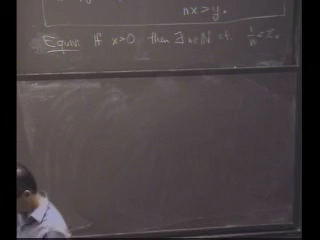 nx > y.
Equiv: If x>0 then ∃ n∈ℕ s.t. 1/n < x.